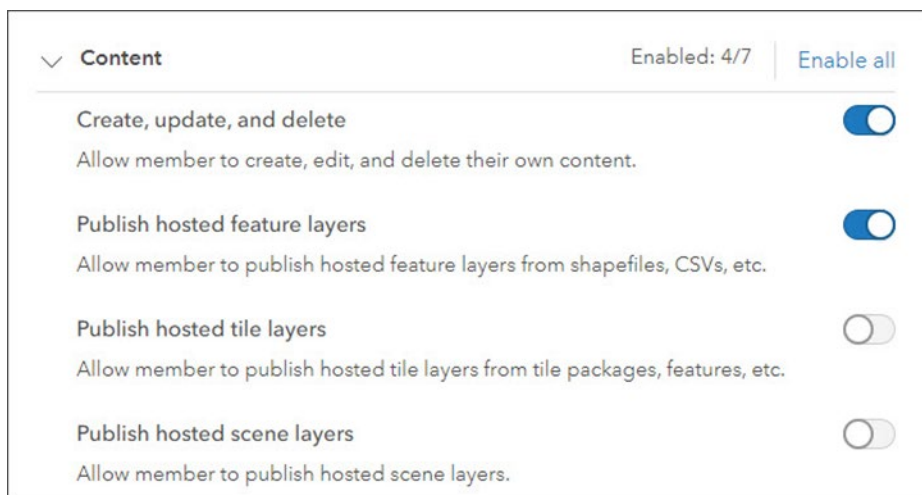 Content Enabled: 4/7 Enable all
Create, update, and delete
Allow member to create, edit, and delete their own content.
Publish hosted feature layers
Allow member to publish hosted feature layers from shapefiles, CSVs, etc.
Publish hosted tile layers
Allow member to publish hosted tile layers from tile packages, features, etc.
Publish hosted scene layers
Allow member to publish hosted scene layers.